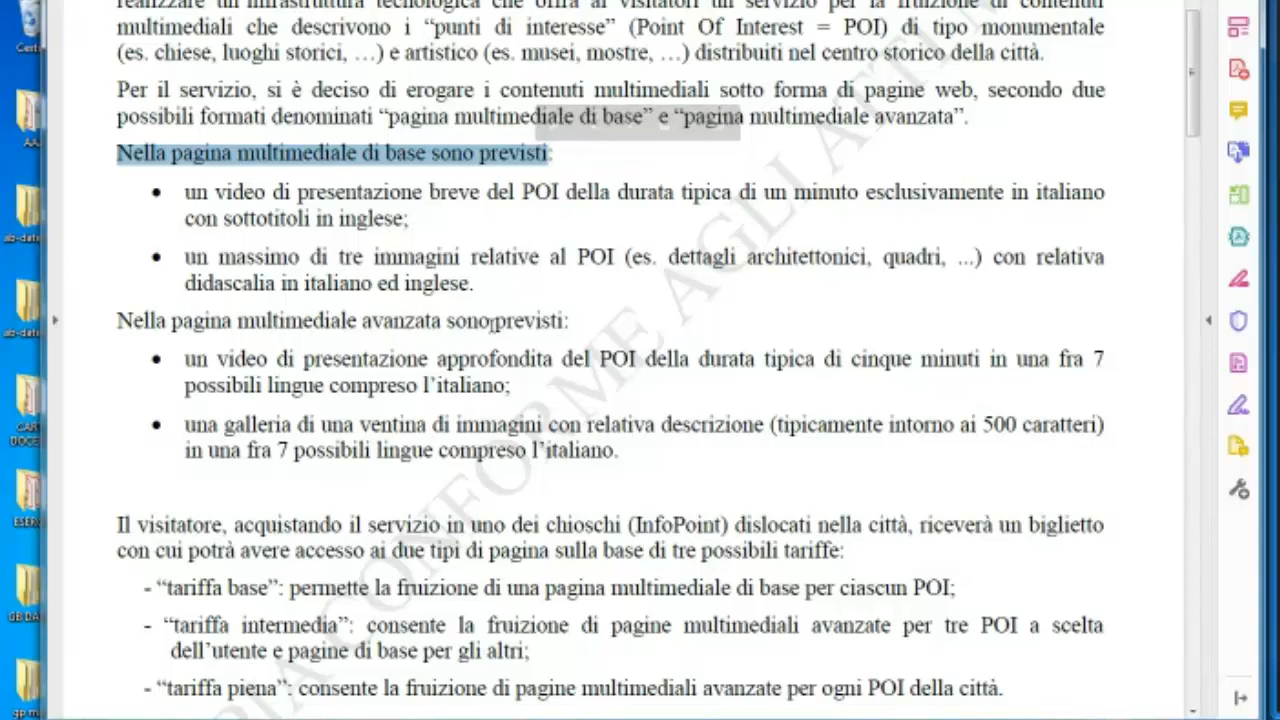 realizzare un'infrastruttura tecnologica che offra ai visitatori un servizio per la fruizione di contenuti
multimediali che descrivono i “punti di interesse” (Point Of Interest = POI) di tipo monumentale
(es. chiese, luoghi storici, …) e artistico (es. musei, mostre, …) distribuiti nel centro storico della città.
Per il servizio, si è deciso di erogare i contenuti multimediali sotto forma di pagine web, secondo due
possibili formati denominati “pagina multimediale di base” e “pagina multimediale avanzata”.
Nella pagina multimediale di base sono previsti:
• un video di presentazione breve del POI della durata tipica di un minuto esclusivamente in italiano
con sottotitoli in inglese;
• un massimo di tre immagini relative al POI (es. dettagli architettonici, quadri, ...) con relativa
didascalia in italiano ed inglese.
Nella pagina multimediale avanzata sono previsti:
• un video di presentazione approfondita del POI della durata tipica di cinque minuti in una fra 7
possibili lingue compreso l’italiano;
• una galleria di una ventina di immagini con relativa descrizione (tipicamente intorno ai 500 caratteri)
in una fra 7 possibili lingue compreso l’italiano.
Il visitatore, acquistando il servizio in uno dei chioschi (InfoPoint) dislocati nella città, riceverà un biglietto
con cui potrà avere accesso ai due tipi di pagina sulla base di tre possibili tariffe:
- “tariffa base”: permette la fruizione di una pagina multimediale di base per ciascun POI;
- “tariffa intermedia”: consente la fruizione di pagine multimediali avanzate per tre POI a scelta
dell’utente e pagine di base per gli altri;
- “tariffa piena”: consente la fruizione di pagine multimediali avanzate per ogni POI della città.
CONFORME AGLI ATTI